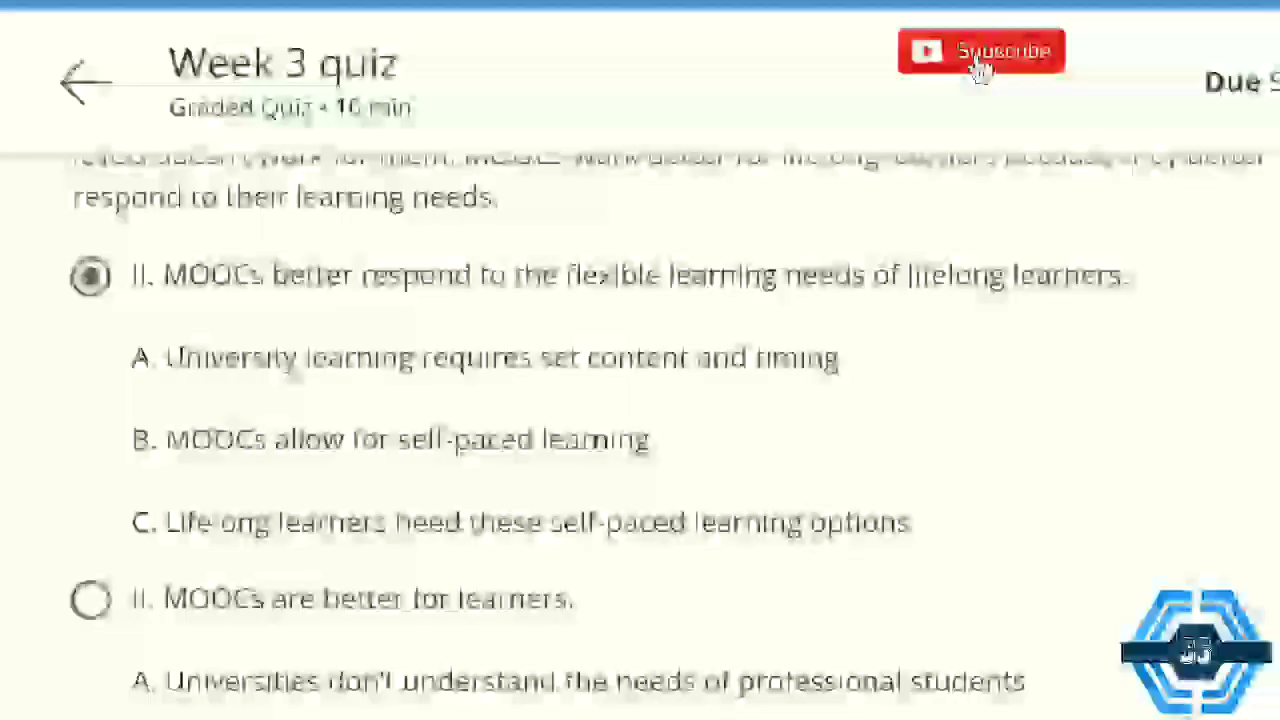 Week 3 quiz
Subscribe
Graded Quiz • 10 min
Due S
respond to their learning needs.
II. MOOCs better respond to the flexible learning needs of lifelong learners.
A. University learning requires set content and timing
B. MOOCs allow for self-paced learning
C. Lifelong learners need these self-paced learning options
II. MOOCs are better for learners.
A. Universities don't understand the needs of professional students